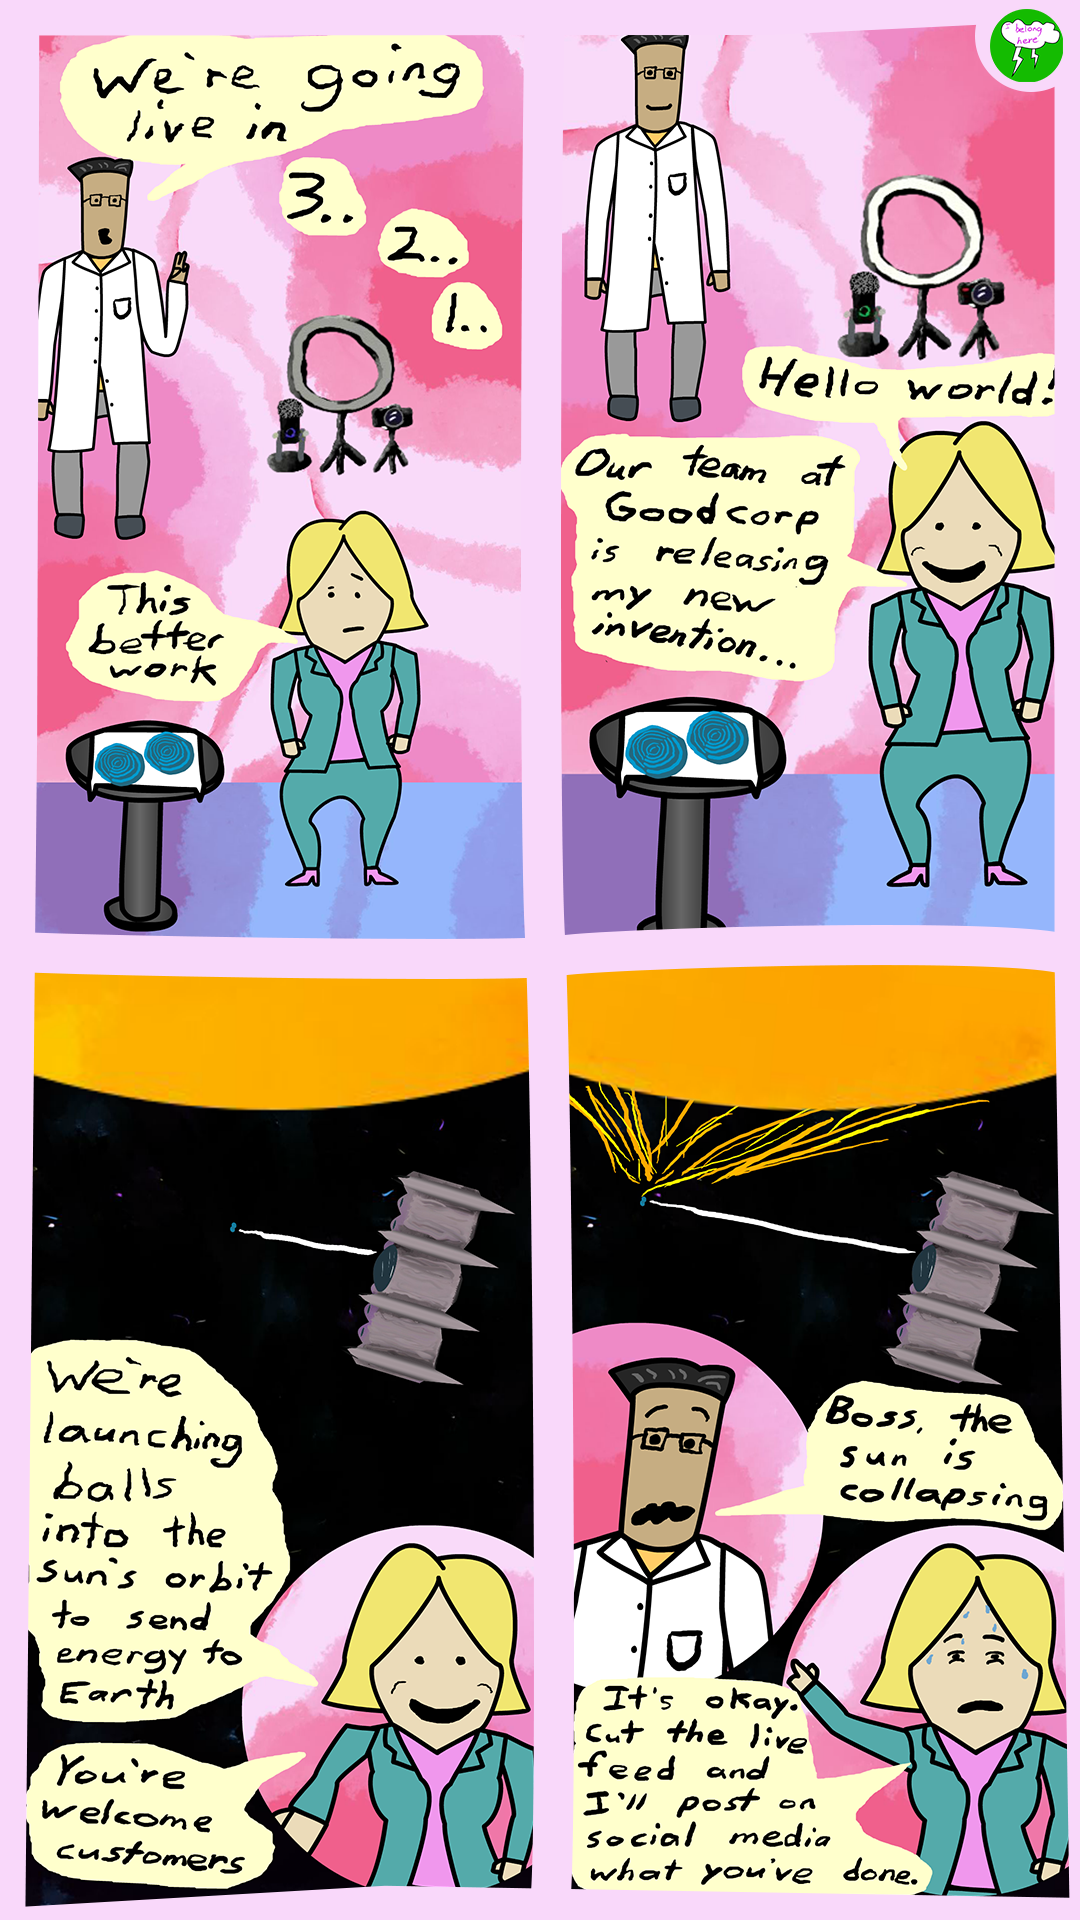 We're going
live in
3..
2..
1..
This
better
work
belong
here
Hello world!
Our team at
Goodcorp
is releasing
my new
invention...
We're
launching
balls
into the
sun's orbit
to send
energy to
Earth
You're
welcome
customers
Boss, the
sun is
collapsing
It's okay.
Cut the live
feed and
I'll post on
social media
what you've done.